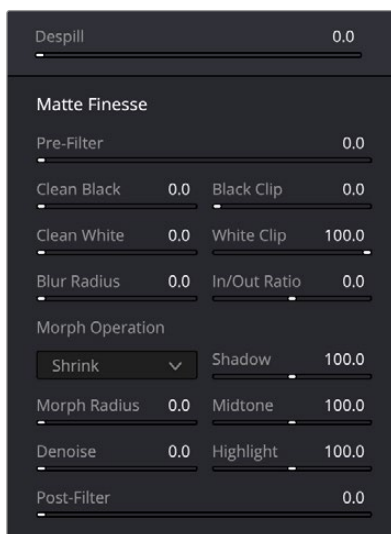 Despill 0.0
Matte Finesse
Pre-Filter 0.0
Clean Black 0.0 Black Clip 0.0
Clean White 0.0 White Clip 100.0
Blur Radius 0.0 In/Out Ratio 0.0
Morph Operation
Shrink Shadow 100.0
Morph Radius 0.0 Midtone 100.0
Denoise 0.0 Highlight 100.0
Post-Filter 0.0